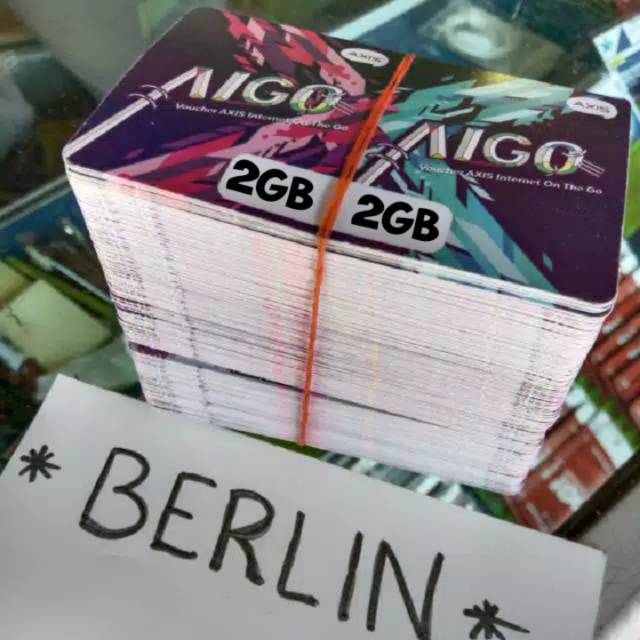 AXIS
AIGO
Voucher AXIS Internet On The Go
2GB
AXIS
AIGO
Voucher AXIS Internet On The Go
2GB
* BERLIN *